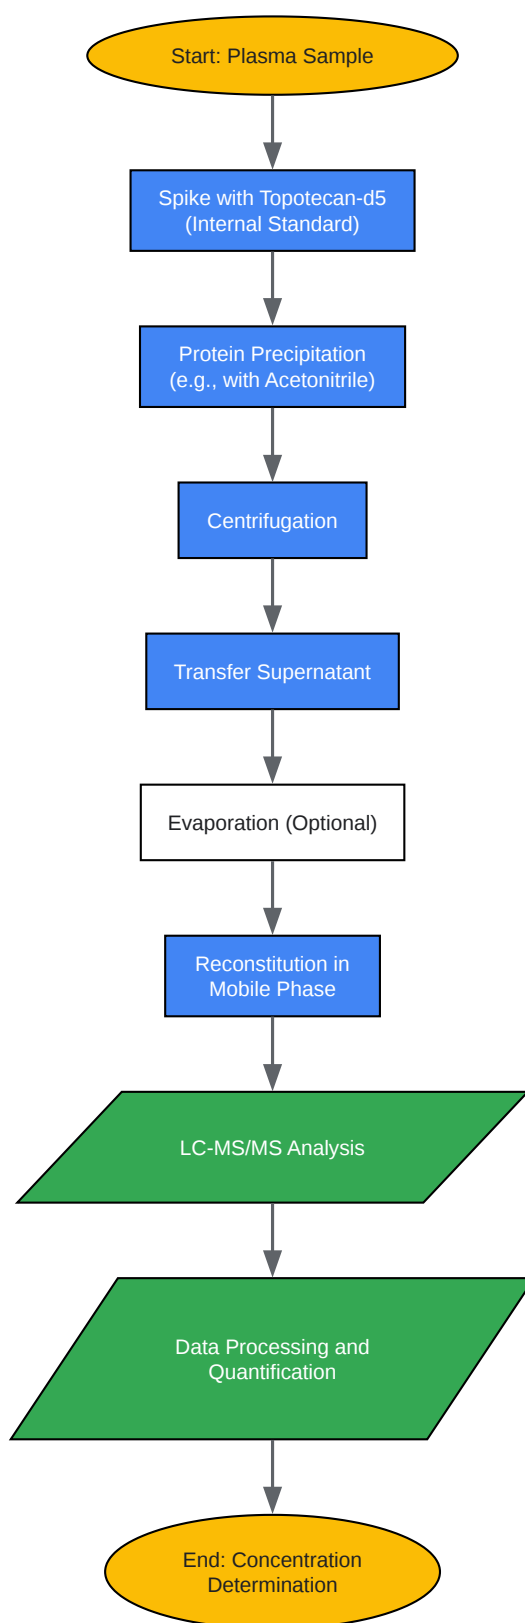 Start: Plasma Sample
Spike with Topotecan-d5
(Internal Standard)
Protein Precipitation
(e.g., with Acetonitrile)
Centrifugation
Transfer Supernatant
Evaporation (Optional)
Reconstitution in
Mobile Phase
LC-MS/MS Analysis
Data Processing and
Quantification
End: Concentration
Determination